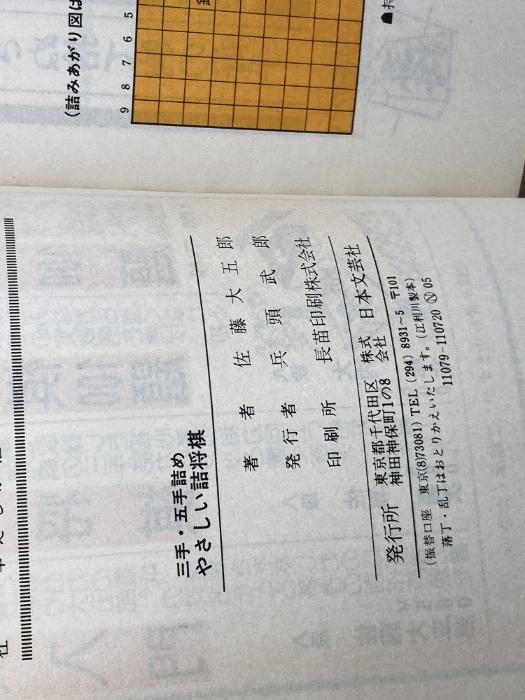 (詰みあがり図は
9 8 7 6 5
三手・五手詰め
やさしい詰将棋
著者 佐藤大五郎
発行者 兵頭武郎
印刷所 長苗印刷株式会社
発行所 東京都千代田区神田神保町1の8 株式会社 日本文芸社
(振替口座 東京(8)73081) TEL (294) 8931~5 〒101
落丁・乱丁はおとりかえいたします。(江利川製本)
11079-110720 Ⓝ 05